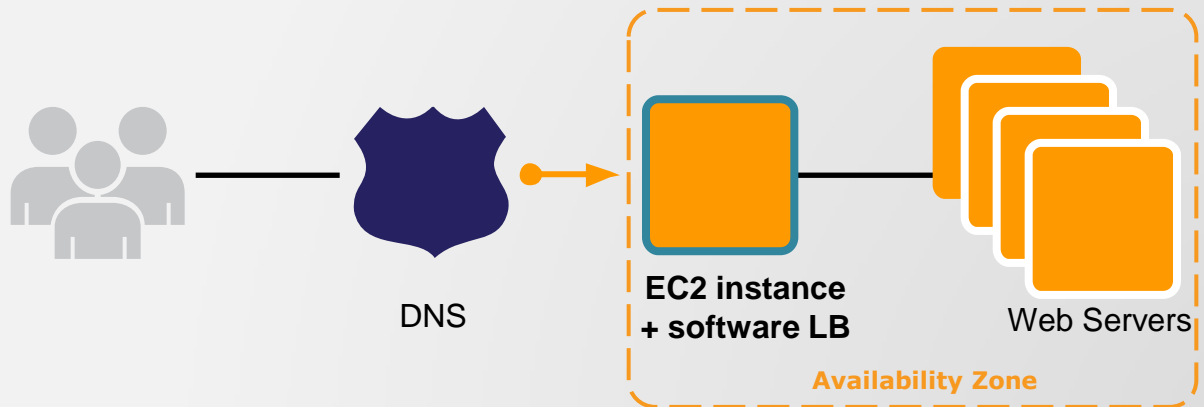 DNS
EC2 instance
+ software LB
Web Servers
Availability Zone